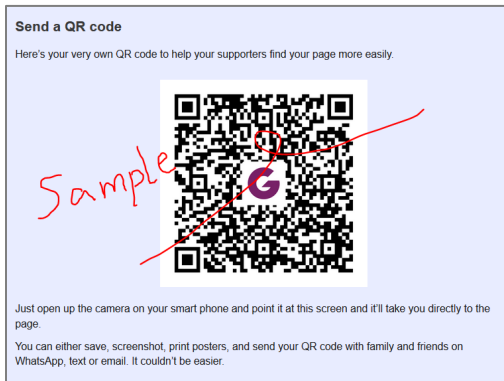 Send a QR code
Here's your very own QR code to help your supporters find your page more easily.
Sample
G
Just open up the camera on your smart phone and point it at this screen and it'll take you directly to the
page.
You can either save, screenshot, print posters, and send your QR code with family and friends on
WhatsApp, text or email. It couldn't be easier.